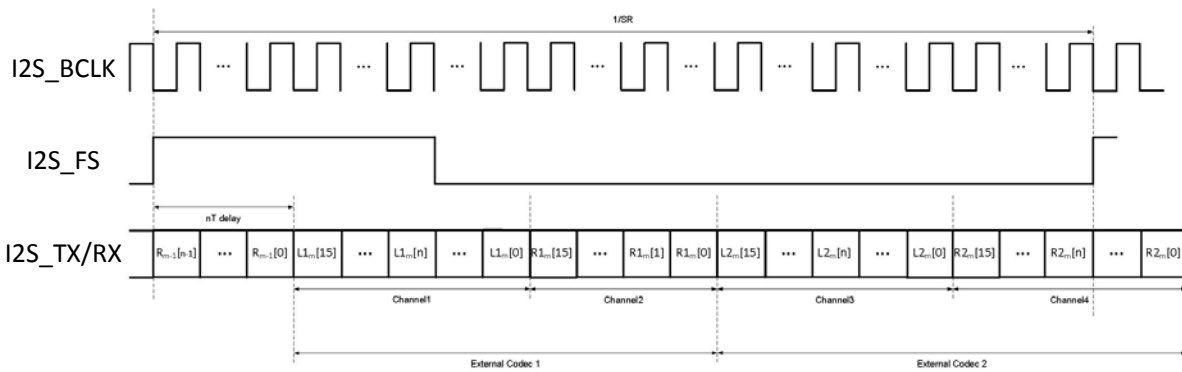 1/SR
I2S_BCLK ... ... ... ... ... ... ... ...
I2S_FS
nT delay
I2S_TX/RX Rm-1[n-1] ... Rm-1[0] L1m[15] ... L1m[n] ... L1m[0] R1m[15] ... R1m[1] R1m[0] L2m[15] ... L2m[n] ... L2m[0] R2m[15] ... R2m[n] ... R2m[0]
Channel1 Channel2 Channel3 Channel4
External Codec 1 External Codec 2